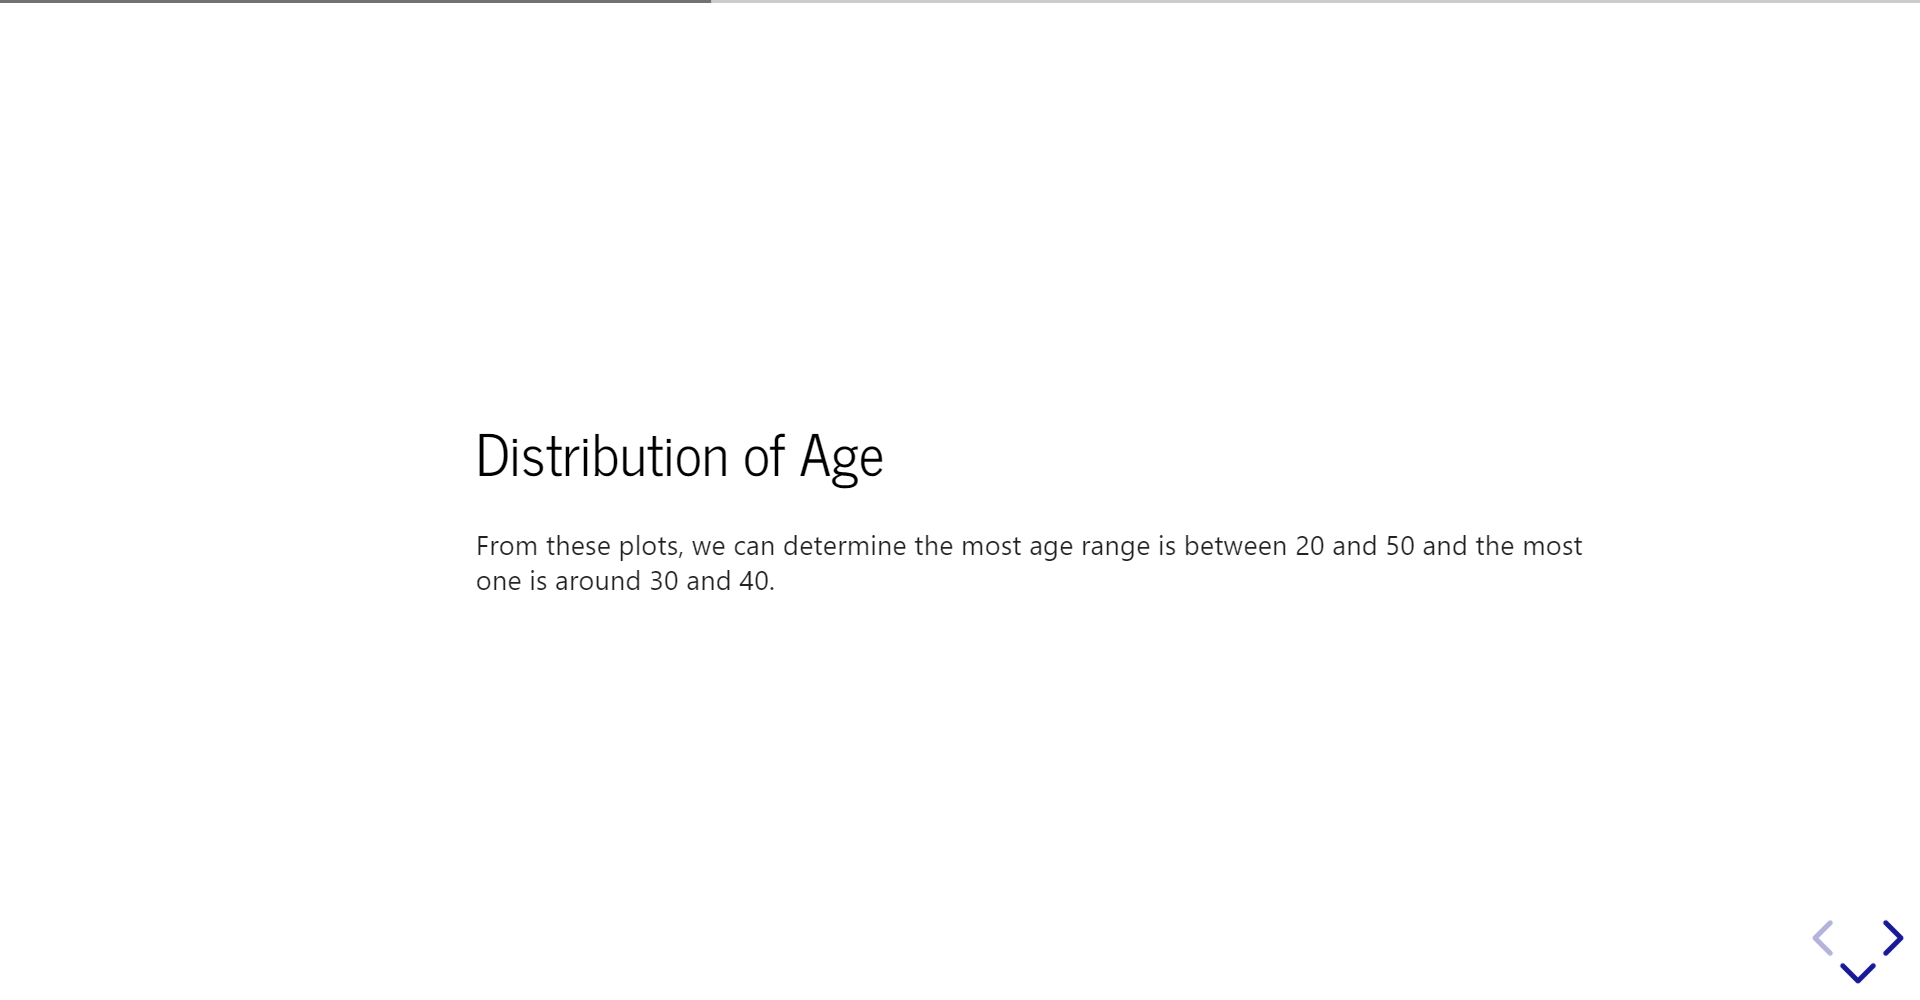 Distribution of Age
From these plots, we can determine the most age range is between 20 and 50 and the most
one is around 30 and 40.